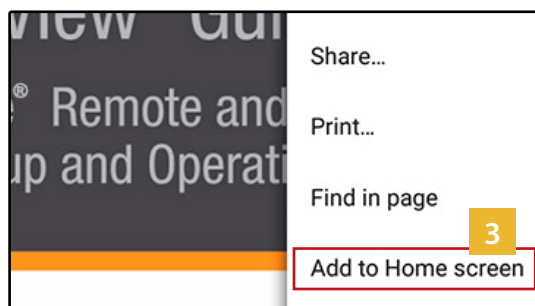 ® Remote and
up and Operati
Share...
Print...
Find in page
3
Add to Home screen